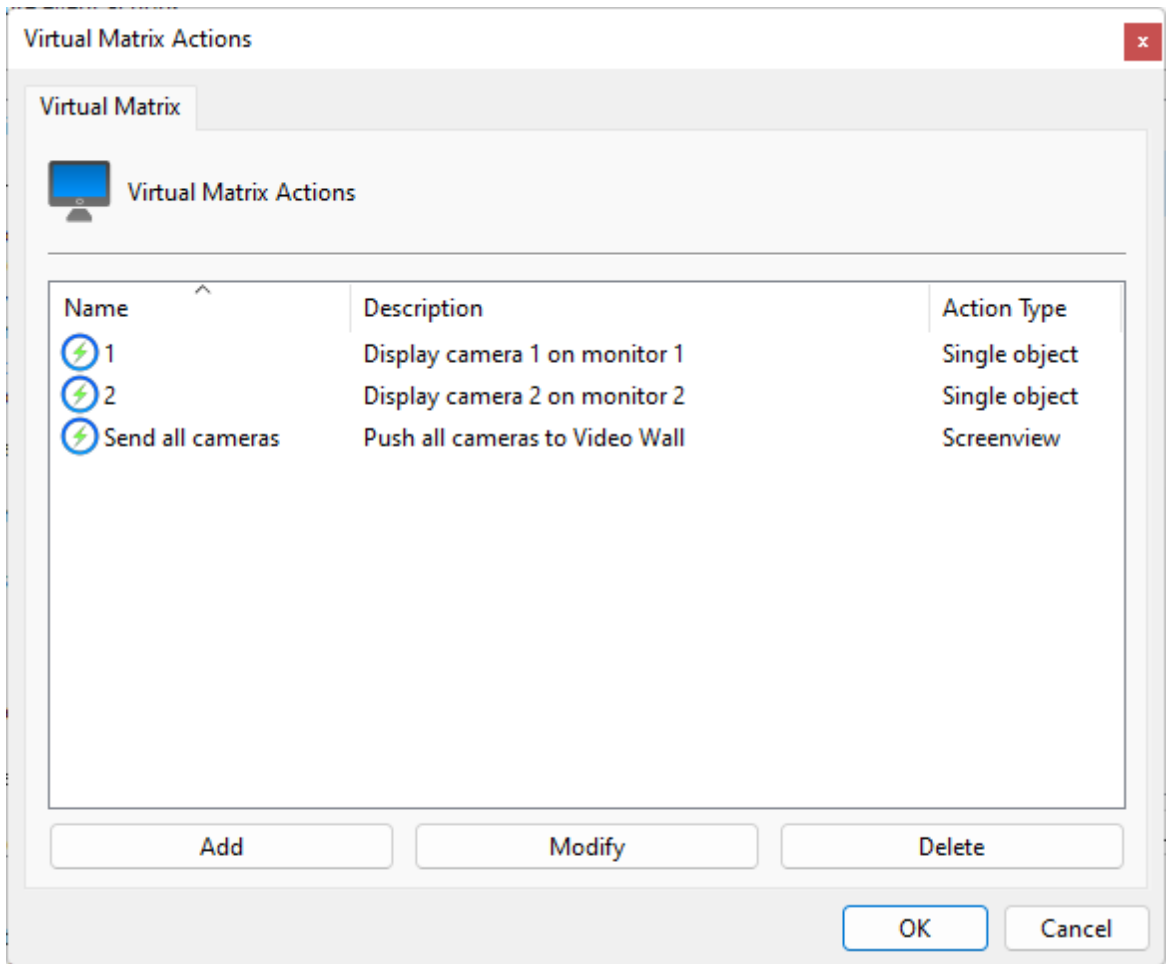 Virtual Matrix Actions
x
Virtual Matrix
Virtual Matrix Actions
Name Description Action Type
1 Display camera 1 on monitor 1 Single object
2 Display camera 2 on monitor 2 Single object
Send all cameras Push all cameras to Video Wall Screenview
Add Modify Delete
OK Cancel